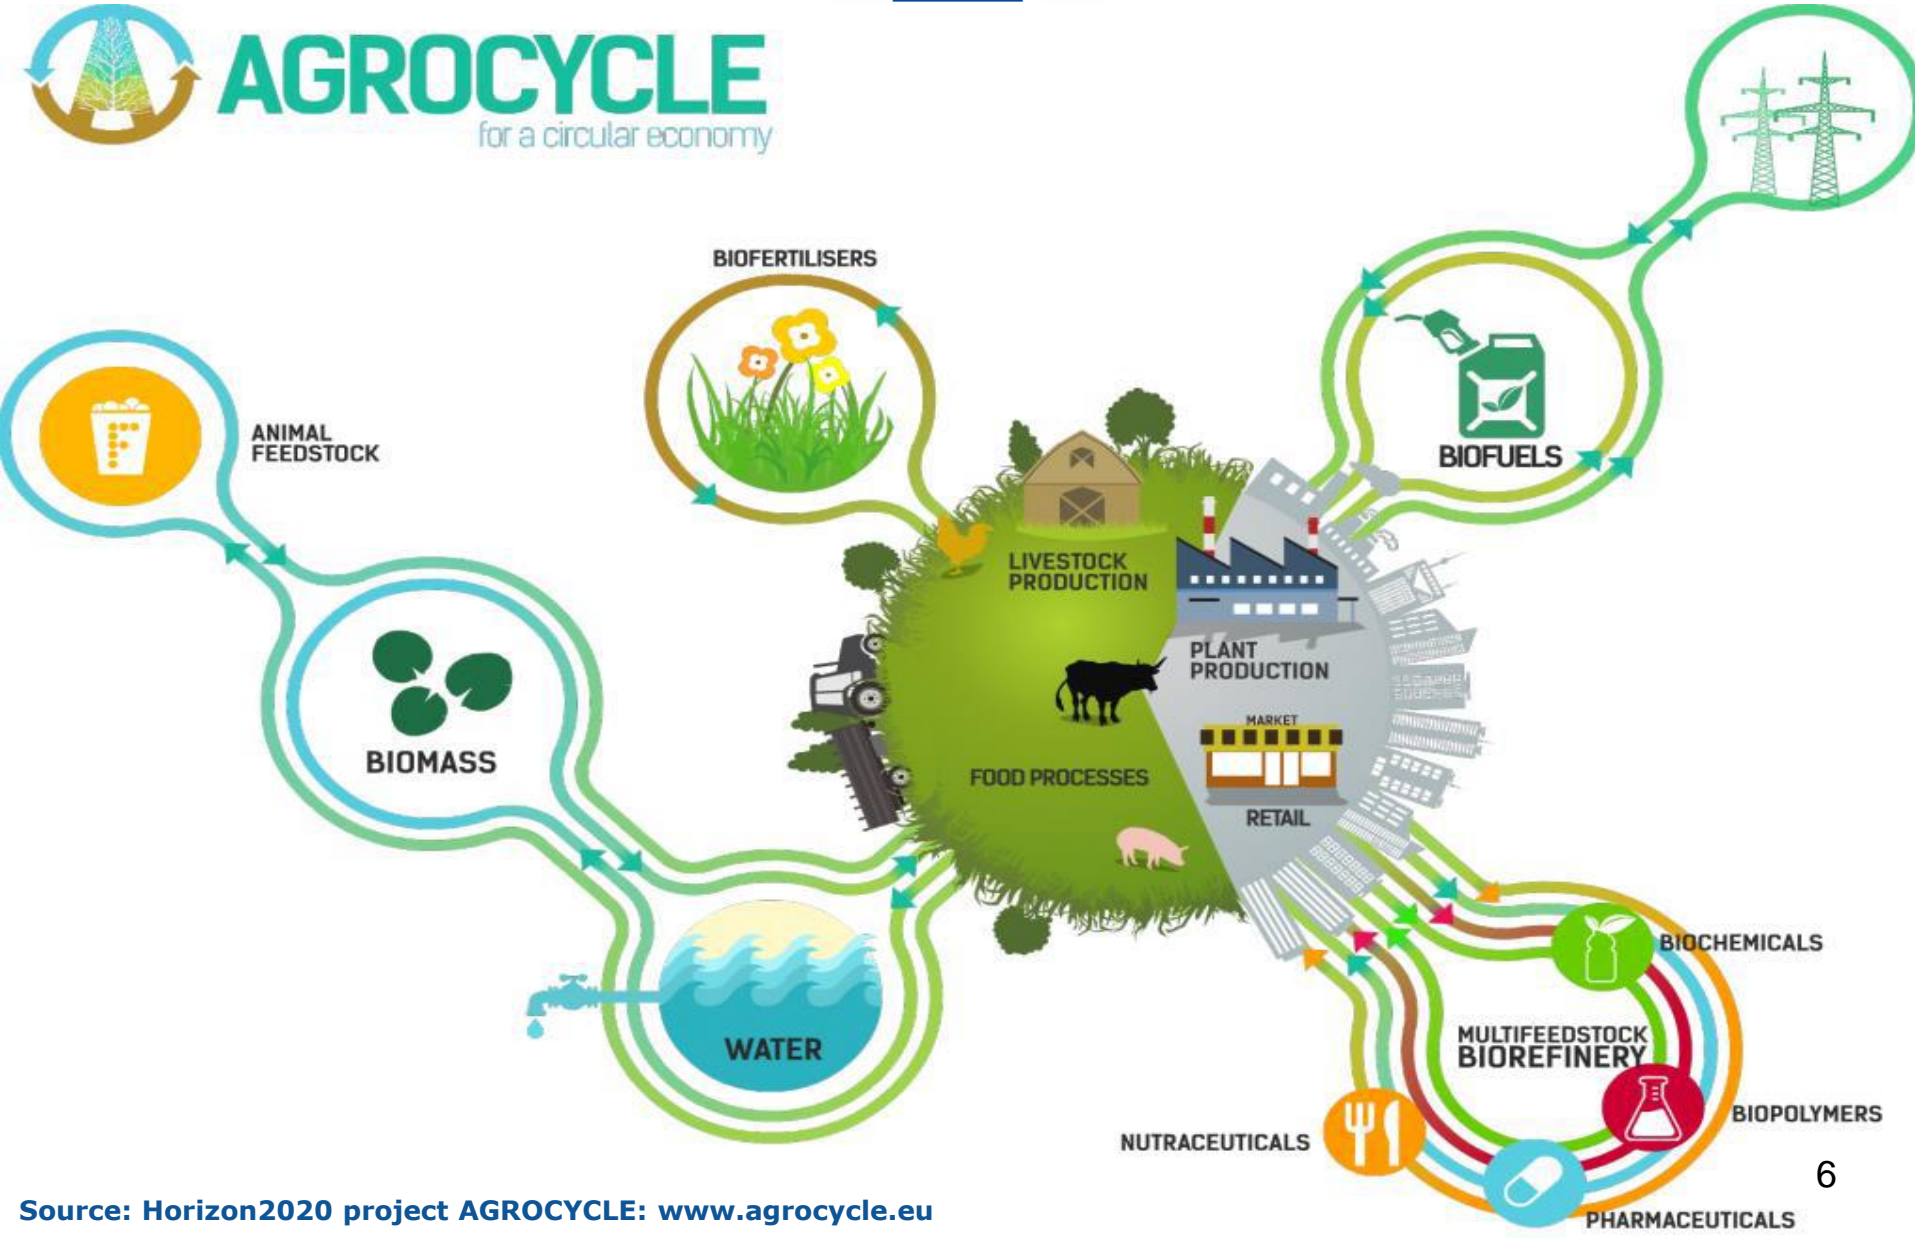 AGROCYCLE
for a circular economy
BIOFERTILISERS
ANIMAL
FEEDSTOCK
BIOFUELS
LIVESTOCK
PRODUCTION
PLANT
PRODUCTION
MARKET
BIOMASS
FOOD PROCESSES
RETAIL
BIOCHEMICALS
WATER
MULTIFEEDSTOCK
BIOREFINERY
BIOPOLYMERS
NUTRACEUTICALS
6
Source: Horizon2020 project AGROCYCLE: www.agrocycle.eu
PHARMACEUTICALS